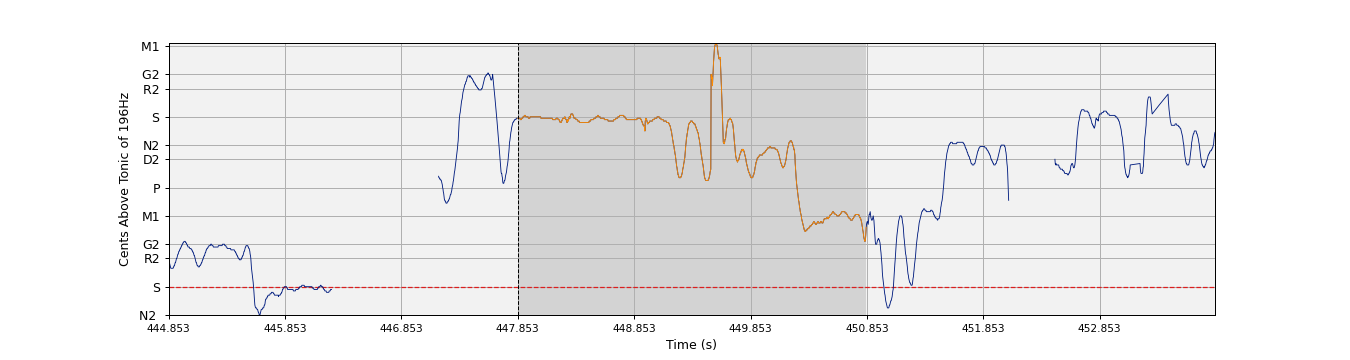 M1
G2
R2
S
N2
D2
P
M1
G2
R2
S
N2
Cents Above Tonic of 196Hz
444.853 445.853 446.853 447.853 448.853 449.853 450.853 451.853 452.853
Time (s)